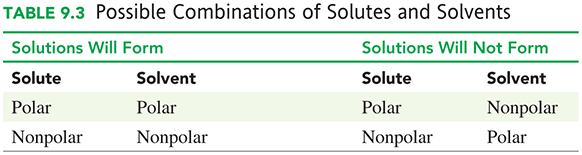 TABLE 9.3 Possible Combinations of Solutes and Solvents
Solutions Will Form Solutions Will Not Form
Solute Solvent Solute Solvent
Polar Polar Polar Nonpolar
Nonpolar Nonpolar Nonpolar Polar